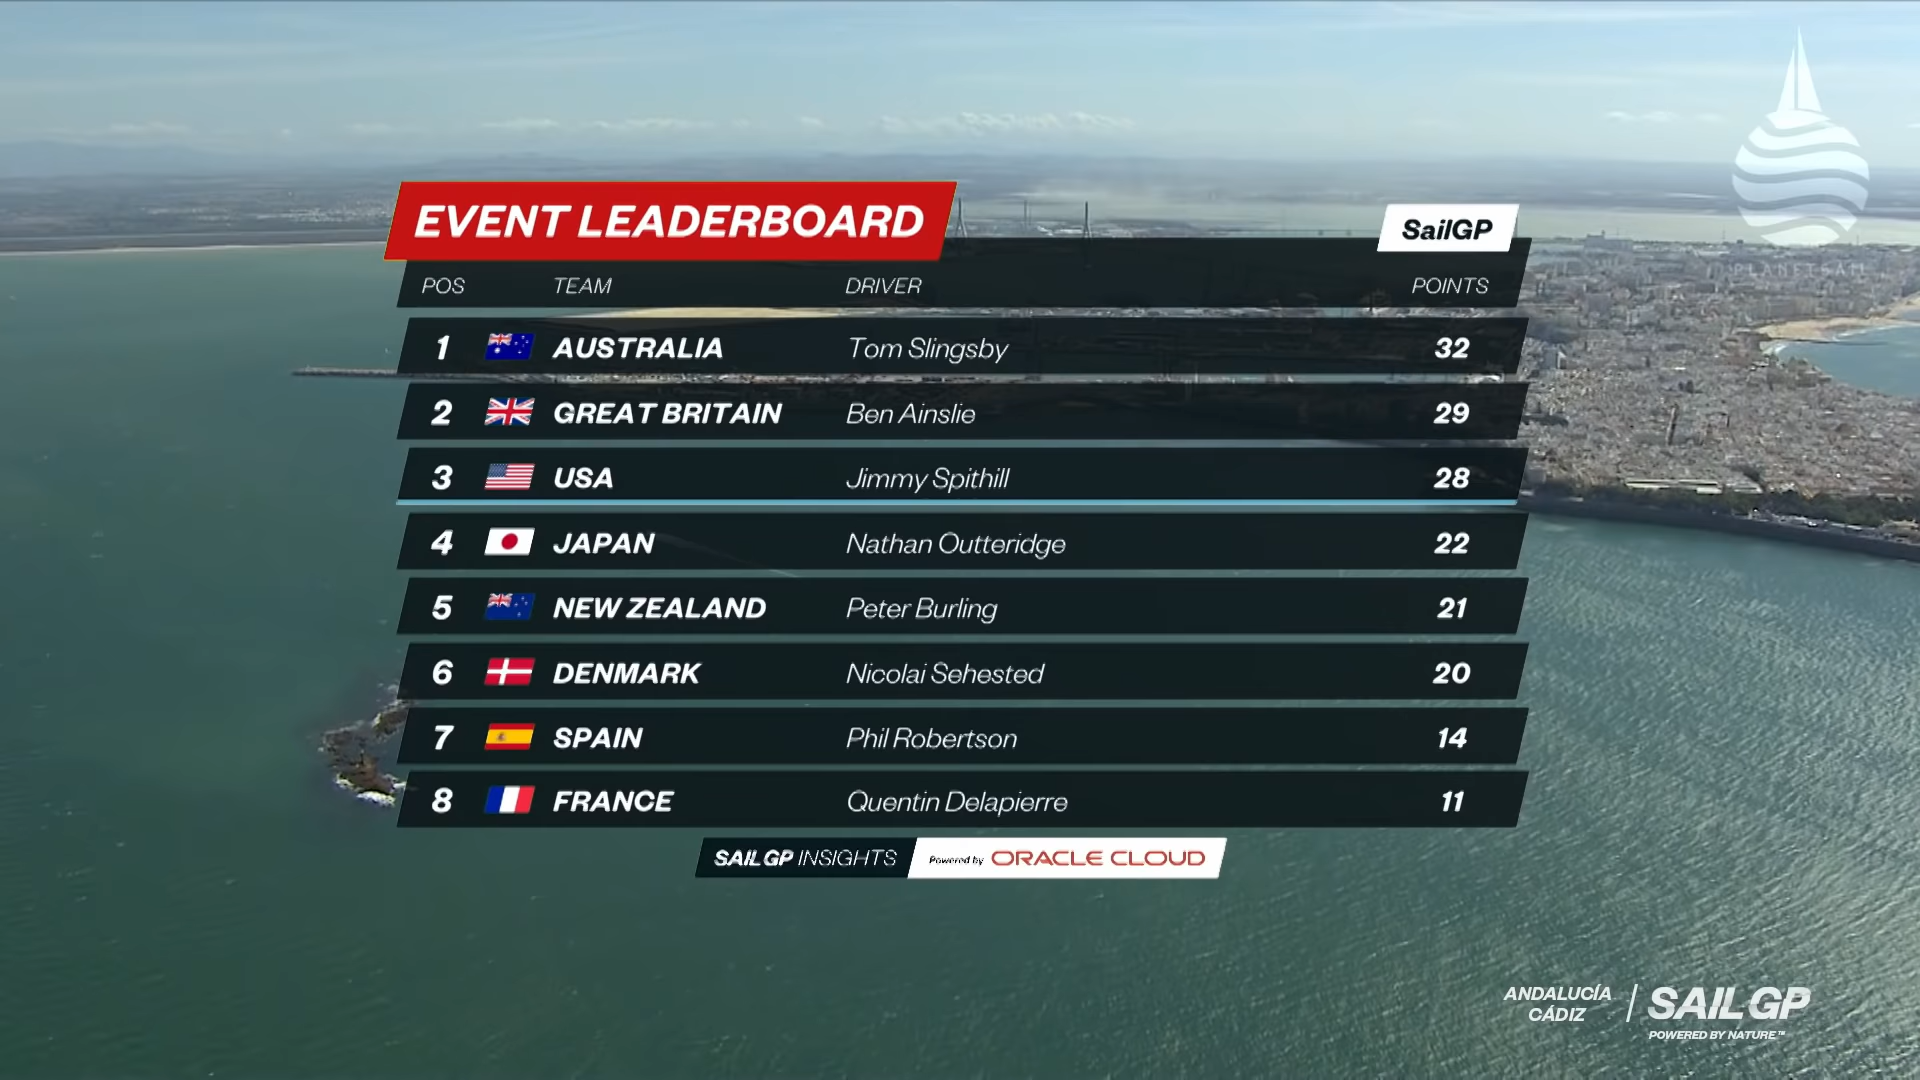 EVENT LEADERBOARD
SailGP
PLANETSAIL
POS TEAM DRIVER POINTS
1 AUSTRALIA Tom Slingsby 32
2 GREAT BRITAIN Ben Ainslie 29
3 USA Jimmy Spithill 28
4 JAPAN Nathan Outteridge 22
5 NEW ZEALAND Peter Burling 21
6 DENMARK Nicolai Sehested 20
7 SPAIN Phil Robertson 14
8 FRANCE Quentin Delapierre 11
SAILGP INSIGHTS Powered by ORACLE CLOUD
ANDALUCÍA
CÁDIZ
SAILGP
POWERED BY NATURE™